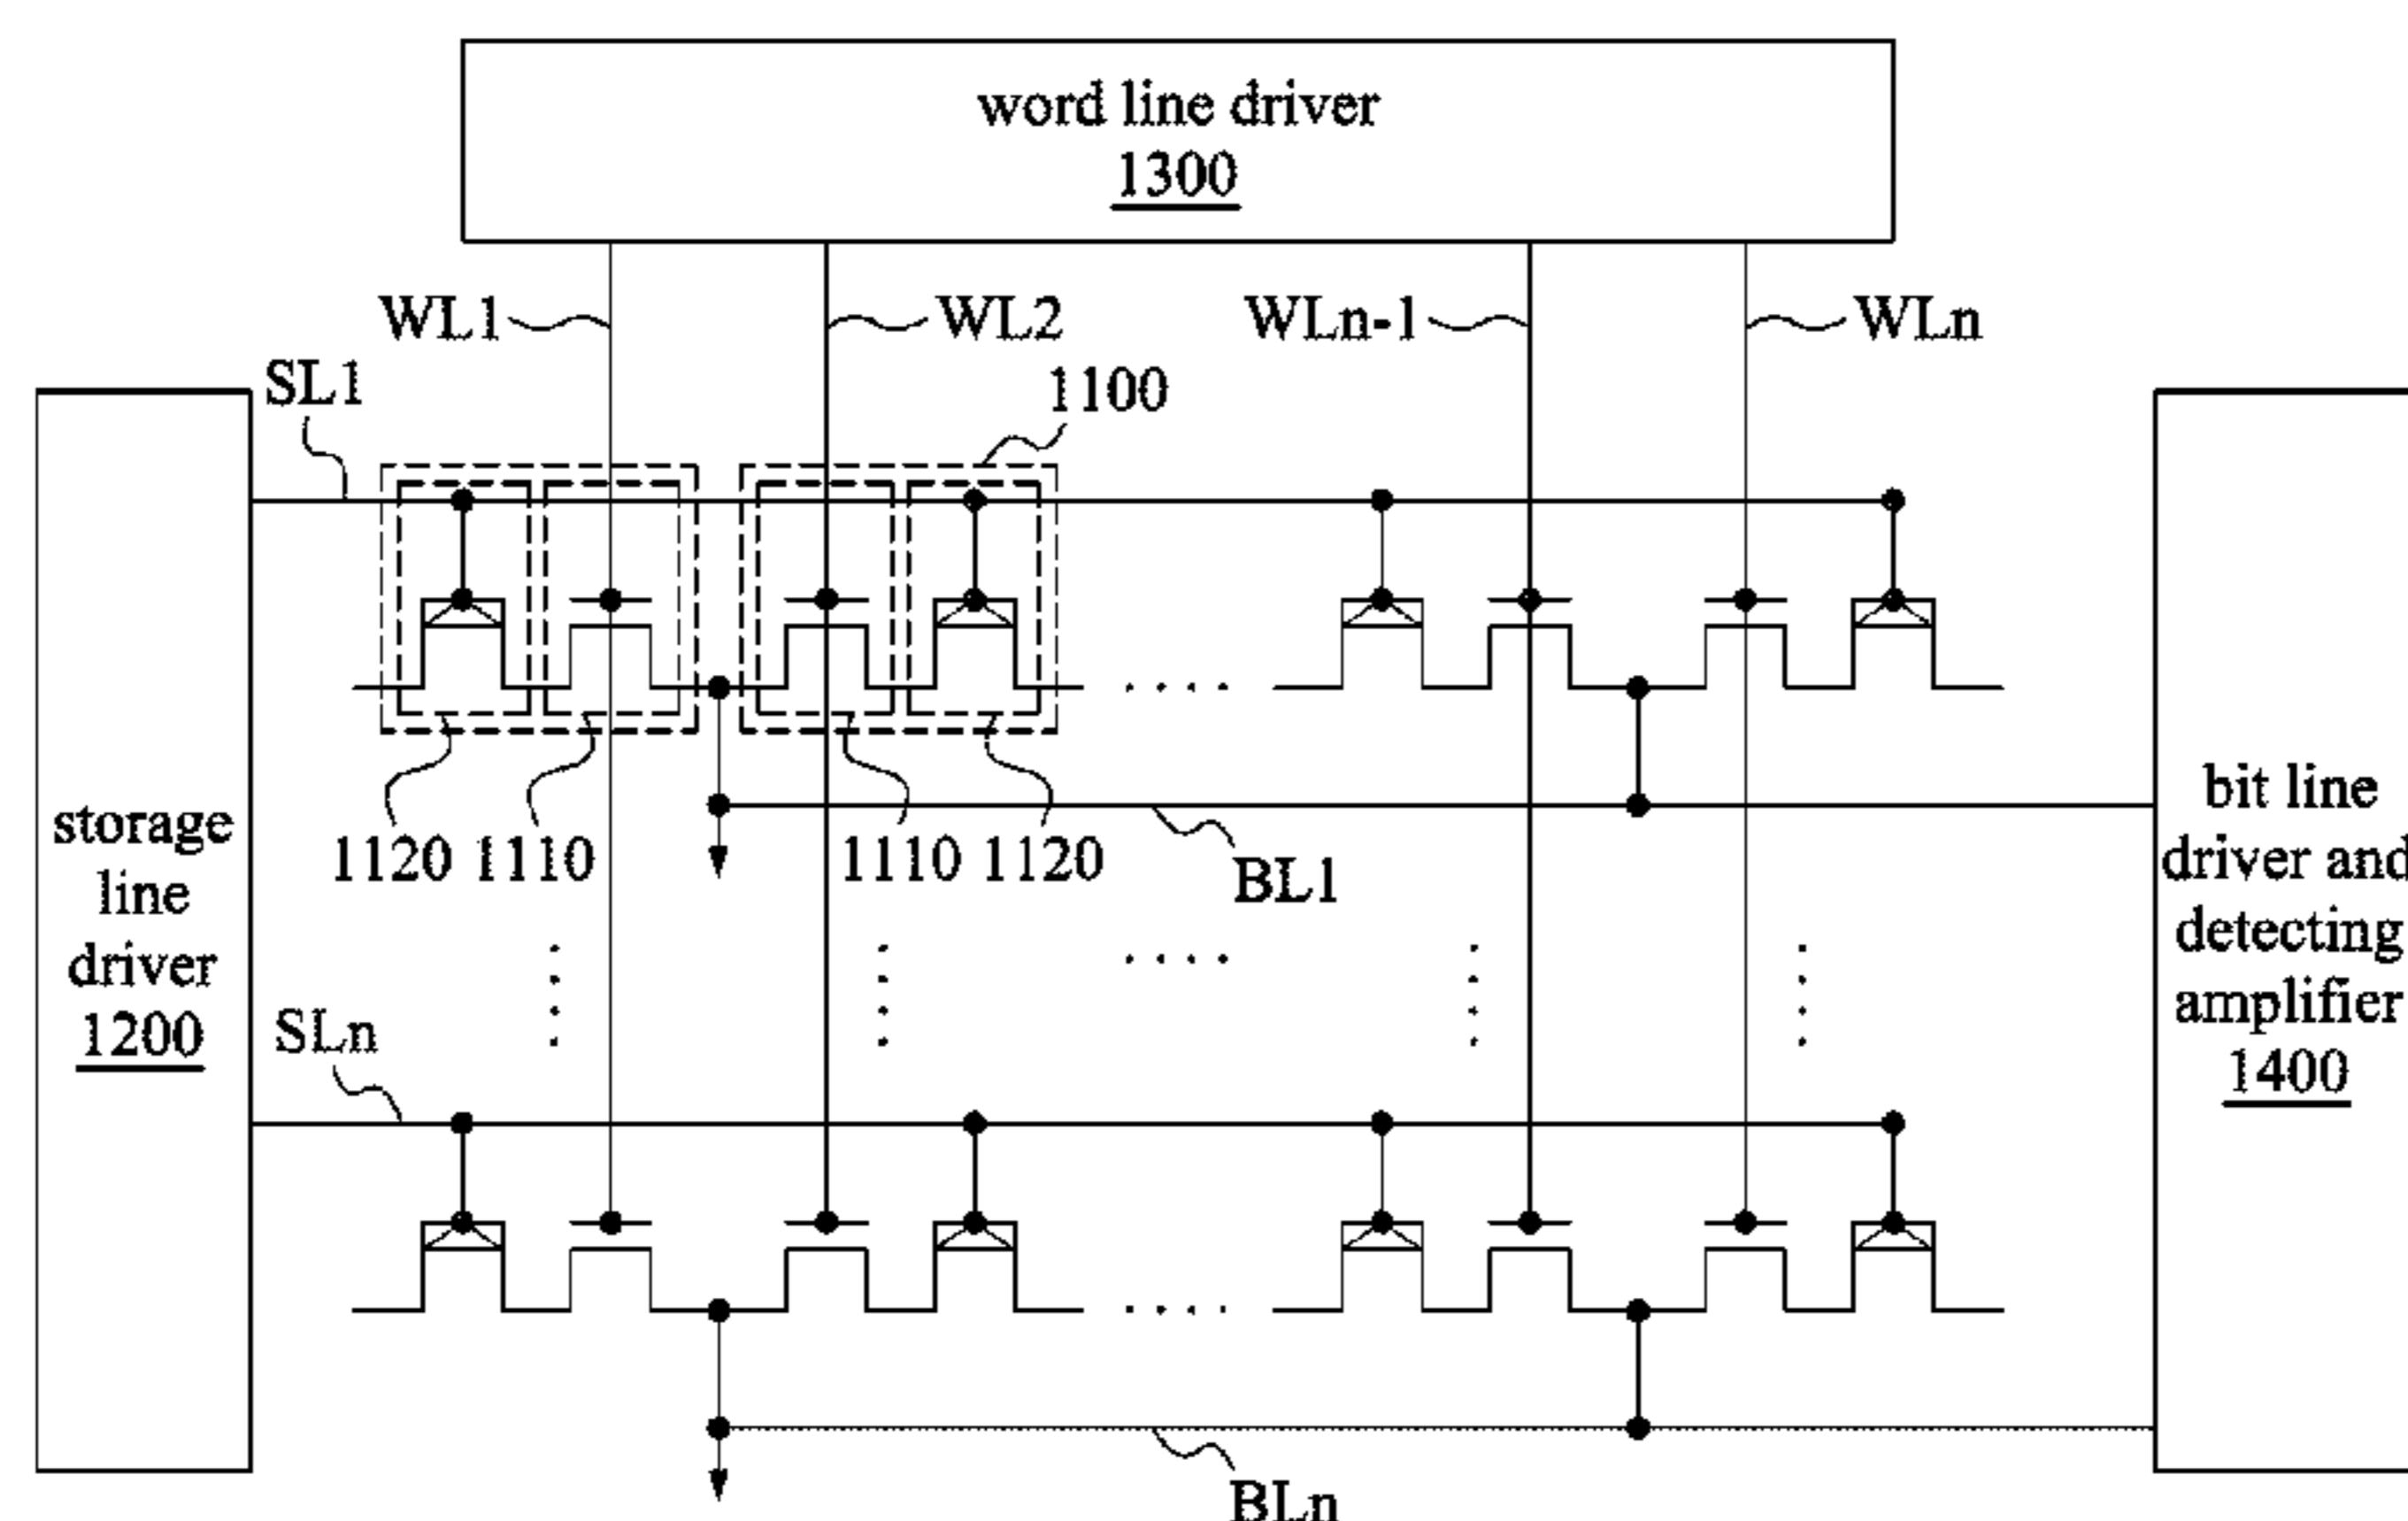 word line driver
1300
WL1
WL2
WLn-1
WLn
SL1
1100
1120
1110
1110
1120
BL1
storage
line
driver
1200
bit line
driver and
detecting
amplifier
1400
SLn
BLn